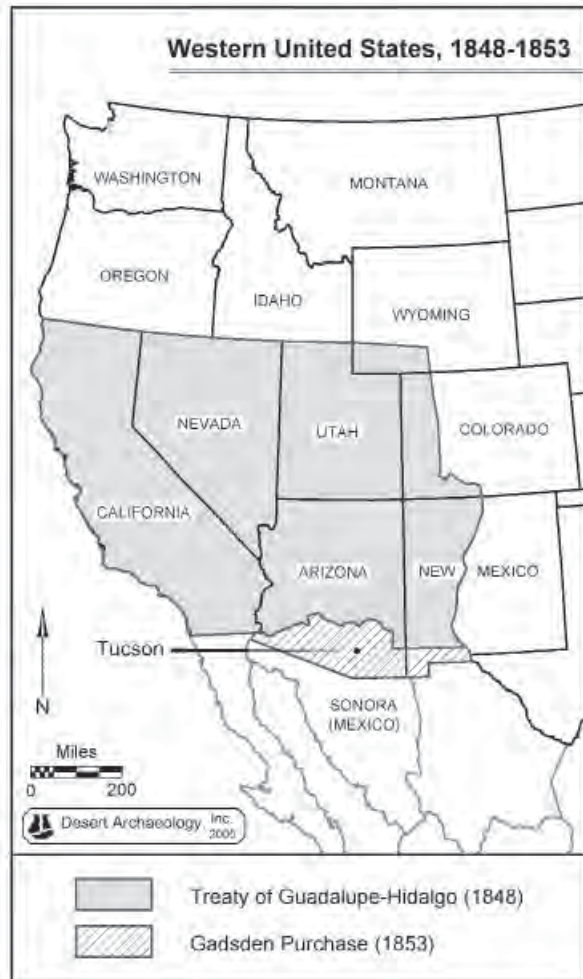 Western United States, 1848-1853
WASHINGTON
MONTANA
OREGON
IDAHO
WYOMING
NEVADA
UTAH
COLORADO
CALIFORNIA
ARIZONA
NEW MEXICO
Tucson
N
SONORA
(MEXICO)
Miles
0 200
Desert Archaeology Inc.
2005
Treaty of Guadalupe-Hidalgo (1848)
Gadsden Purchase (1853)